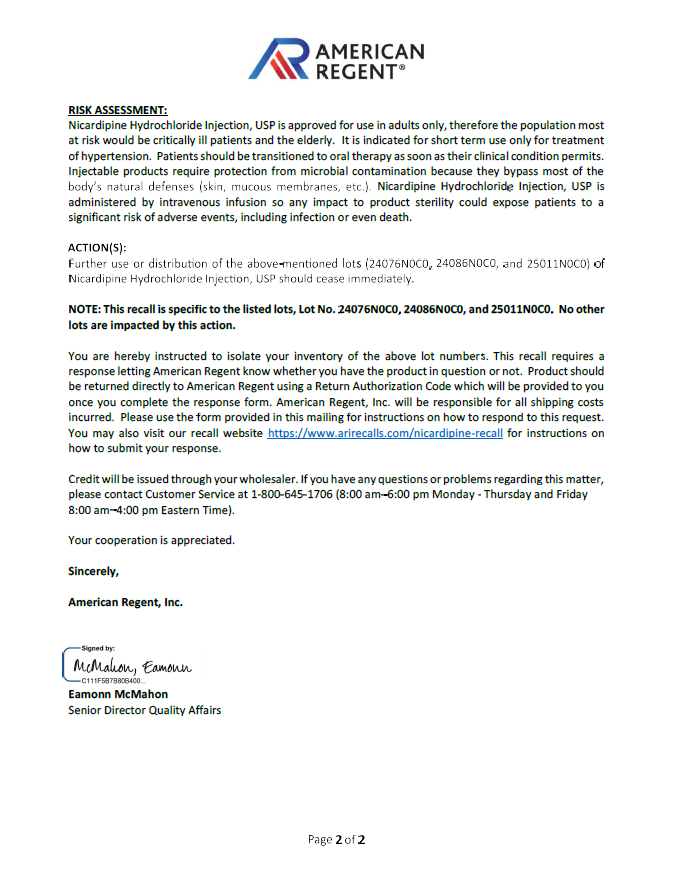 AMERICAN
REGENT®
RISK ASSESSMENT:
Nicardipine Hydrochloride Injection, USP is approved for use in adults only, therefore the population most
at risk would be critically ill patients and the elderly. It is indicated for short term use only for treatment
of hypertension. Patients should be transitioned to oral therapy as soon as their clinical condition permits.
Injectable products require protection from microbial contamination because they bypass most of the
body's natural defenses (skin, mucous membranes, etc.). Nicardipine Hydrochloride Injection, USP is
administered by intravenous infusion so any impact to product sterility could expose patients to a
significant risk of adverse events, including infection or even death.
ACTION(S):
Further use or distribution of the above-mentioned lots (24076N0C0, 24086N0C0, and 25011N0C0) of
Nicardipine Hydrochloride Injection, USP should cease immediately.
NOTE: This recall is specific to the listed lots, Lot No. 24076N0C0, 24086N0C0, and 25011N0C0. No other
lots are impacted by this action.
You are hereby instructed to isolate your inventory of the above lot numbers. This recall requires a
response letting American Regent know whether you have the product in question or not. Product should
be returned directly to American Regent using a Return Authorization Code which will be provided to you
once you complete the response form. American Regent, Inc. will be responsible for all shipping costs
incurred. Please use the form provided in this mailing for instructions on how to respond to this request.
You may also visit our recall website https://www.arirecalls.com/nicardipine-recall for instructions on
how to submit your response.
Credit will be issued through your wholesaler. If you have any questions or problems regarding this matter,
please contact Customer Service at 1-800-645-1706 (8:00 am–6:00 pm Monday - Thursday and Friday
8:00 am–4:00 pm Eastern Time).
Your cooperation is appreciated.
Sincerely,
American Regent, Inc.
Signed by:
McMahon, Eamonn
C111F5B7B80B400...
Eamonn McMahon
Senior Director Quality Affairs
Page 2 of 2